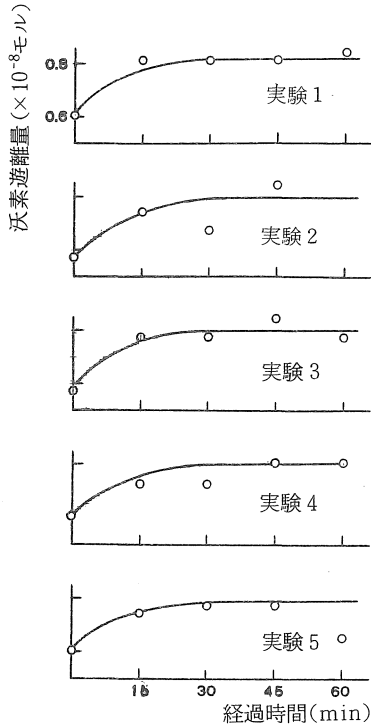 沃素遊離量(×10⁻⁸モル)
0.8
0.6
実験1
実験2
実験3
実験4
実験5
15 30 45 60
経過時間(min)